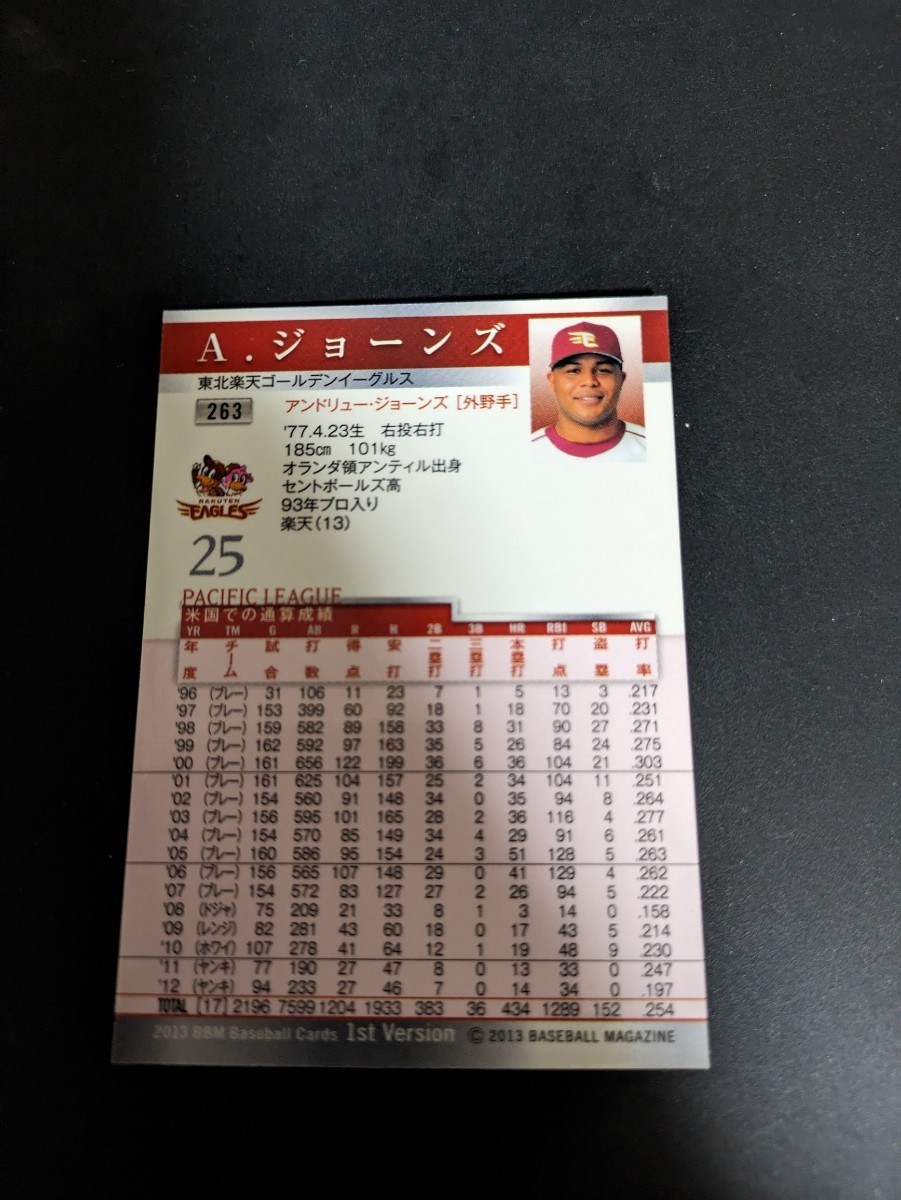 A.ジョーンズ
東北楽天ゴールデンイーグルス
263
アンドリュー・ジョーンズ [外野手]
'77.4.23生 右投右打
185㎝ 101kg
オランダ領アンティル出身
セントポールズ高
93年プロ入り
楽天(13)
RAKUTEN
EAGLES
25
PACIFIC LEAGUE
米国での通算成績
YR TM G AB R H 2B 3B HR RBI SB AVG
年度 チーム 試合 打数 得点 安打 二塁打 三塁打 本塁打 打点 盗塁 打率
'96 (ブレー) 31 106 11 23 7 1 5 13 3 .217
'97 (ブレー) 153 399 60 92 18 1 18 70 20 .231
'98 (ブレー) 159 582 89 158 33 8 31 90 27 .271
'99 (ブレー) 162 592 97 163 35 5 26 84 24 .275
'00 (ブレー) 161 656 122 199 36 6 36 104 21 .303
'01 (ブレー) 161 625 104 157 25 2 34 104 11 .251
'02 (ブレー) 154 560 91 148 34 0 35 94 8 .264
'03 (ブレー) 156 595 101 165 28 2 36 116 4 .277
'04 (ブレー) 154 570 85 149 34 4 29 91 6 .261
'05 (ブレー) 160 586 95 154 24 3 51 128 5 .263
'06 (ブレー) 156 565 107 148 29 0 41 129 4 .262
'07 (ブレー) 154 572 83 127 27 2 26 94 5 .222
'08 (ドジャ) 75 209 21 33 8 1 3 14 0 .158
'09 (レンジ) 82 281 43 60 18 0 17 43 5 .214
'10 (ホワイ) 107 278 41 64 12 1 19 48 9 .230
'11 (ヤンキ) 77 190 27 47 8 0 13 33 0 .247
'12 (ヤンキ) 94 233 27 46 7 0 14 34 0 .197
TOTAL [17] 2196 7599 1204 1933 383 36 434 1289 152 .254
2013 BBM Baseball Cards 1st Version © 2013 BASEBALL MAGAZINE